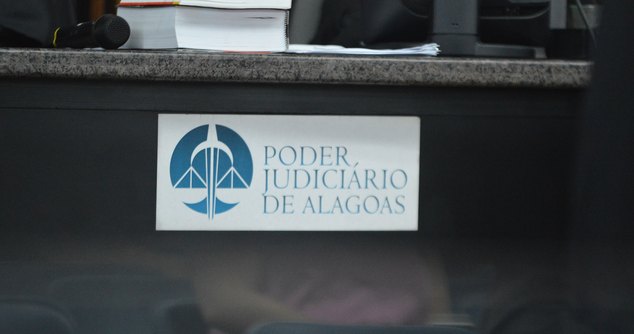 PODER
JUDICIÁRIO
DE ALAGOAS